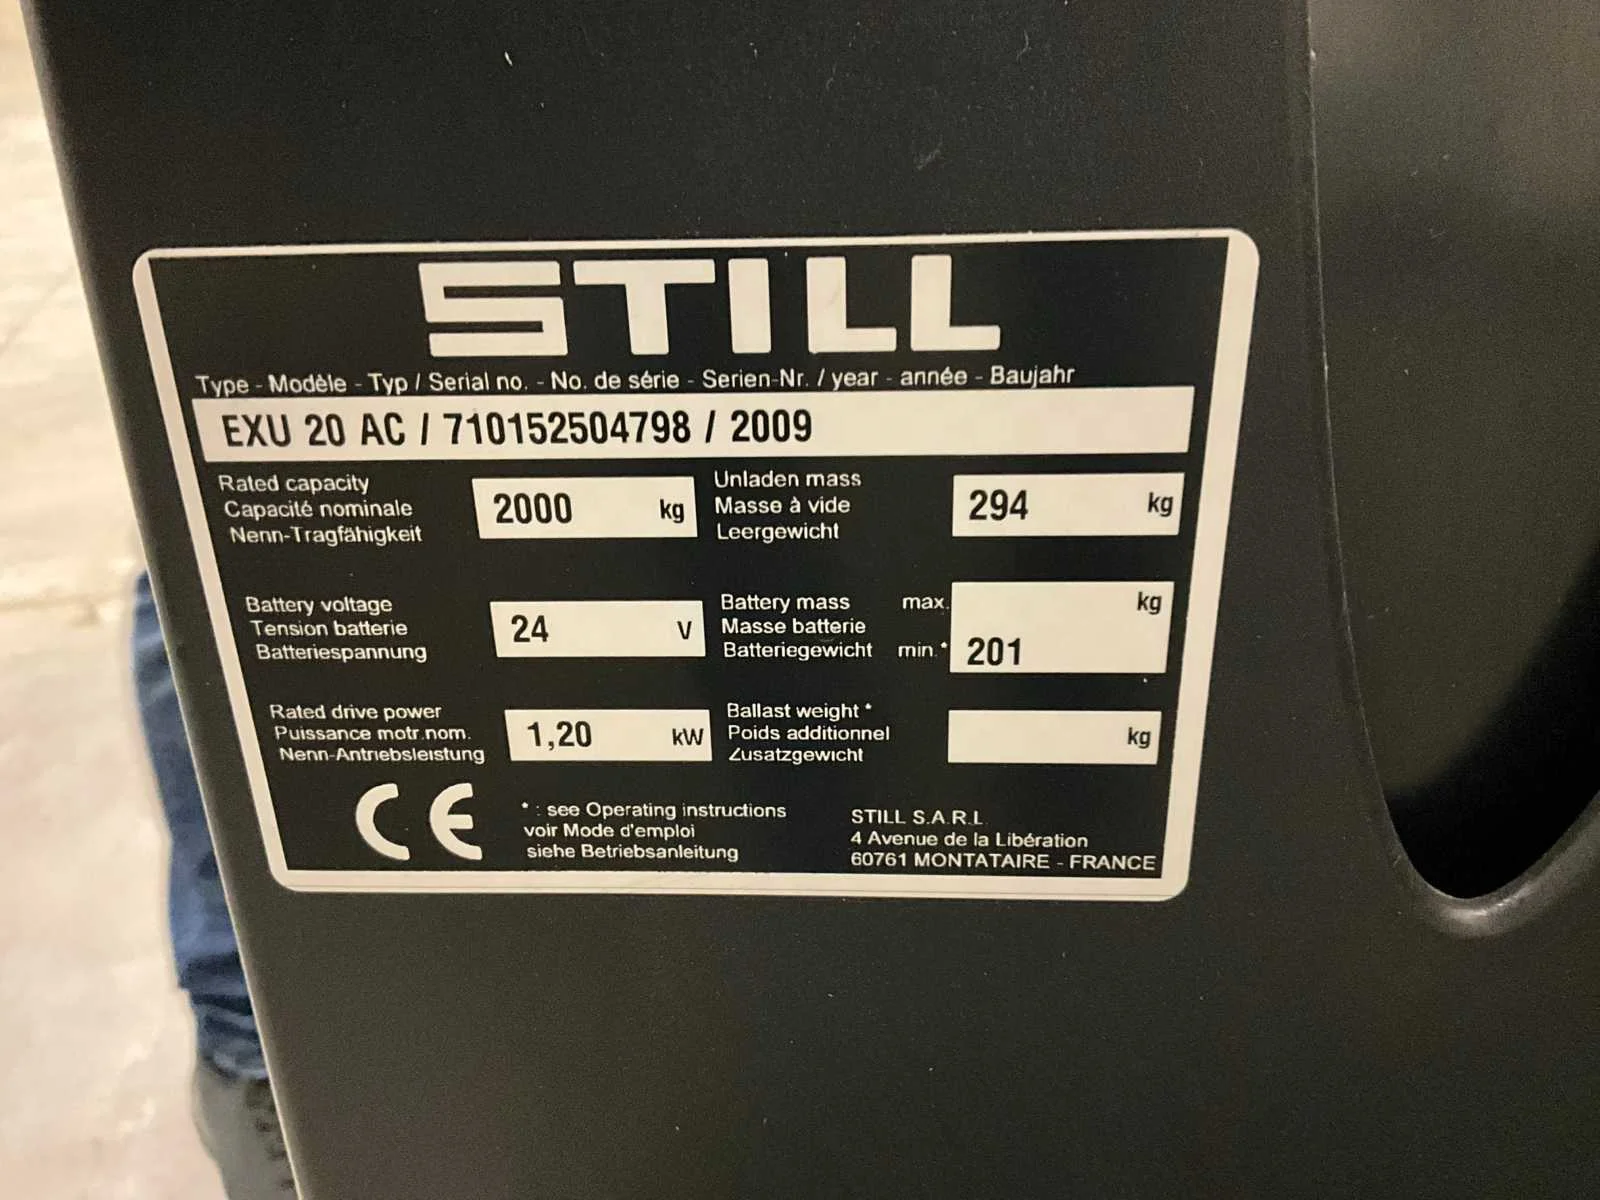 STILL
Type - Modèle - Typ / Serial no. - No. de série - Serien-Nr. / year - année - Baujahr
EXU 20 AC / 710152504798 / 2009
Rated capacity
Capacité nominale
Nenn-Tragfähigkeit
2000 kg
Unladen mass
Masse à vide
Leergewicht
294 kg
Battery voltage
Tension batterie
Batteriespannung
24 V
Battery mass max.
Masse batterie
Batteriegewicht min.*
kg
201
Rated drive power
Puissance motr.nom.
Nenn-Antriebsleistung
1,20 kW
Ballast weight *
Poids additionnel
Zusatzgewicht
kg
CE
* : see Operating instructions
voir Mode d'emploi
siehe Betriebsanleitung
STILL S.A.R.L
4 Avenue de la Libération
60761 MONTATAIRE - FRANCE